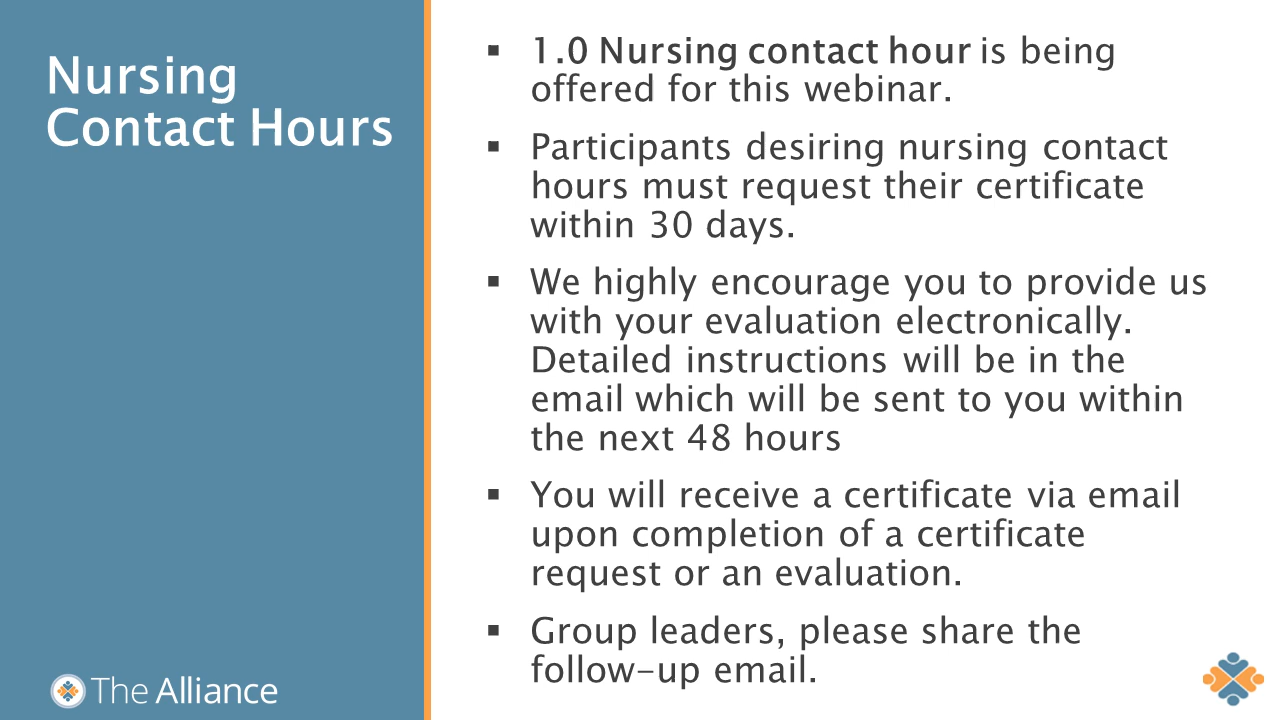 Nursing
Contact Hours
▪ 1.0 Nursing contact hour is being
offered for this webinar.
▪ Participants desiring nursing contact
hours must request their certificate
within 30 days.
▪ We highly encourage you to provide us
with your evaluation electronically.
Detailed instructions will be in the
email which will be sent to you within
the next 48 hours
▪ You will receive a certificate via email
upon completion of a certificate
request or an evaluation.
▪ Group leaders, please share the
follow-up email.
The Alliance